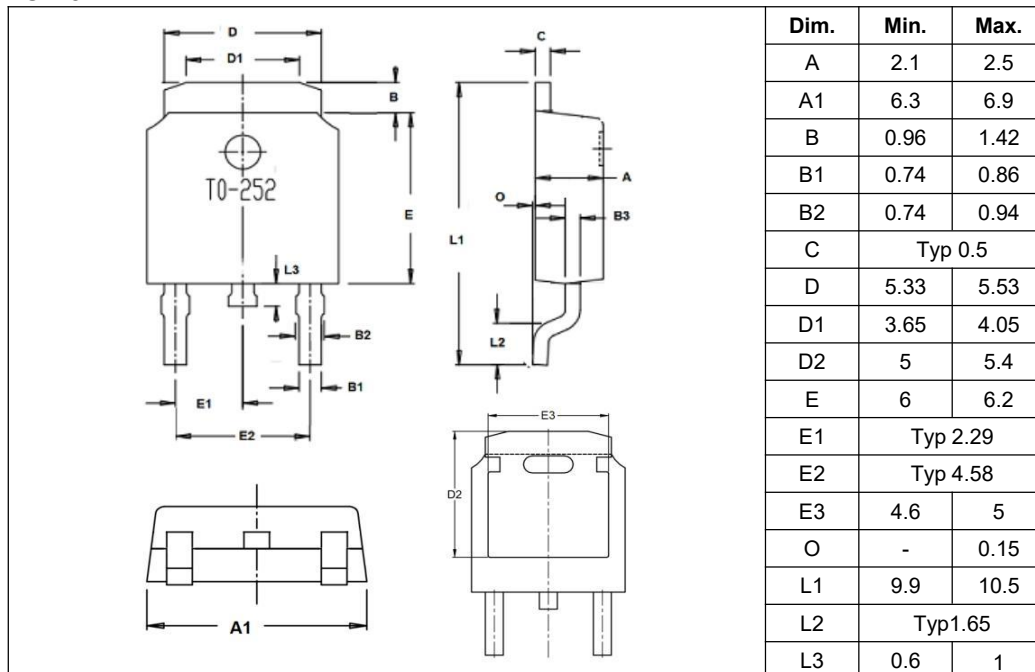 D
D1
B
TO-252
E
L3
B2
B1
E1
E2
C
A
O
B3
L1
L2
E3
D2
A1
Dim. Min. Max.
A 2.1 2.5
A1 6.3 6.9
B 0.96 1.42
B1 0.74 0.86
B2 0.74 0.94
C Typ 0.5
D 5.33 5.53
D1 3.65 4.05
D2 5 5.4
E 6 6.2
E1 Typ 2.29
E2 Typ 4.58
E3 4.6 5
O - 0.15
L1 9.9 10.5
L2 Typ1.65
L3 0.6 1